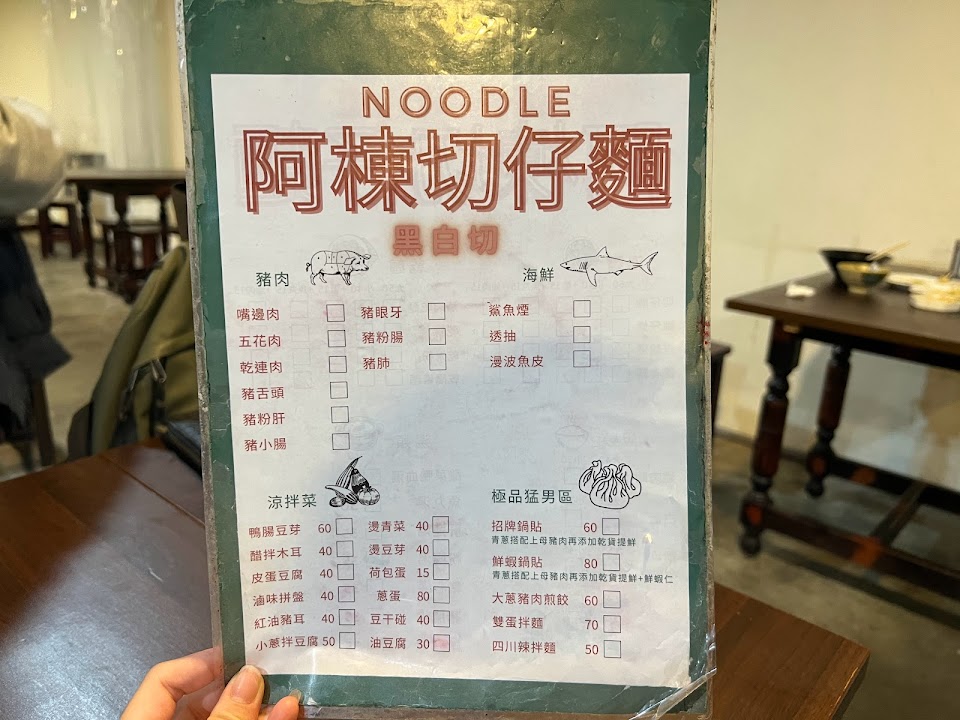 NOODLE
阿棟切仔麵
黑白切
豬肉
嘴邊肉
五花肉
乾連肉
豬舌頭
豬粉肝
豬小腸
豬眼牙
豬粉腸
豬肺
海鮮
鯊魚煙
透抽
漫波魚皮
涼拌菜
鴨腸豆芽 60
醋拌木耳 40
皮蛋豆腐 40
滷味拼盤 40
紅油豬耳 40
小蔥拌豆腐 50
燙青菜 40
燙豆芽 40
荷包蛋 15
蔥蛋 80
豆干碰 40
油豆腐 30
極品猛男區
招牌鍋貼 60
青蔥搭配上母豬肉再添加乾貨提鮮
鮮蝦鍋貼 80
青蔥搭配上母豬肉再添加乾貨提鮮+鮮蝦仁
大蔥豬肉煎餃 60
雙蛋拌麵 70
四川辣拌麵 50